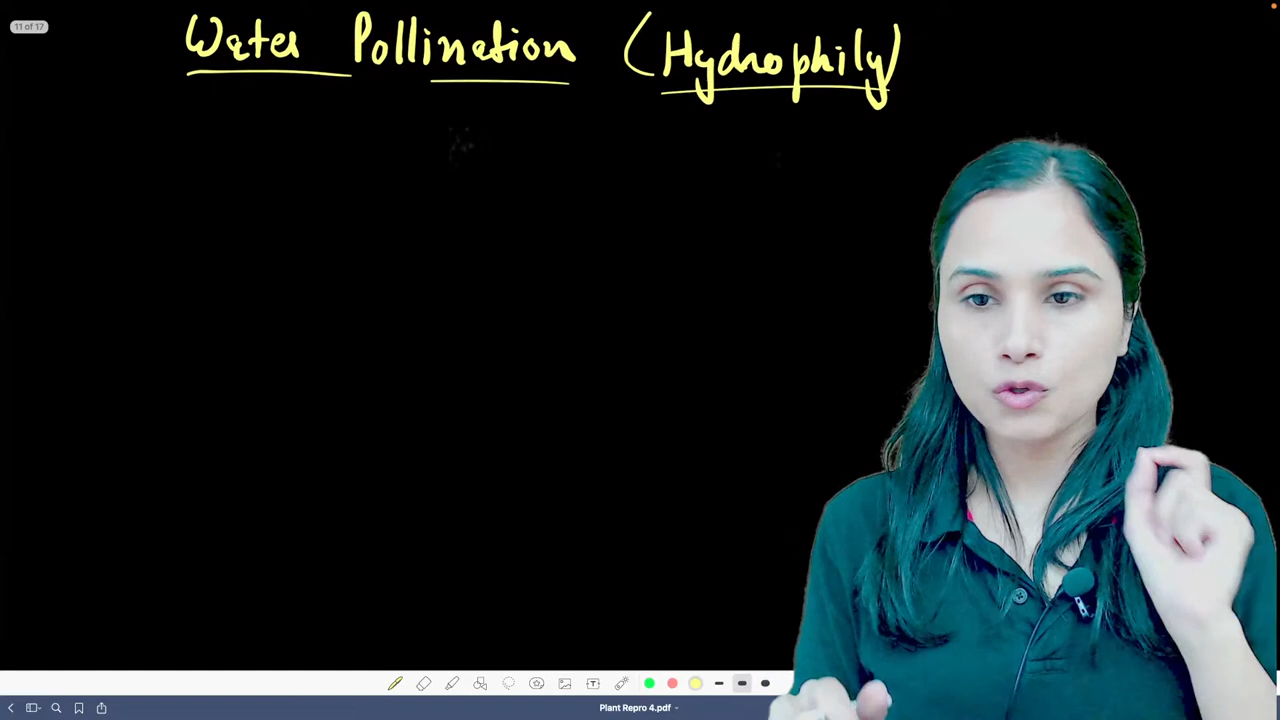 11 of 17
Water Pollination (Hydrophily)
Plant Repro 4.pdf